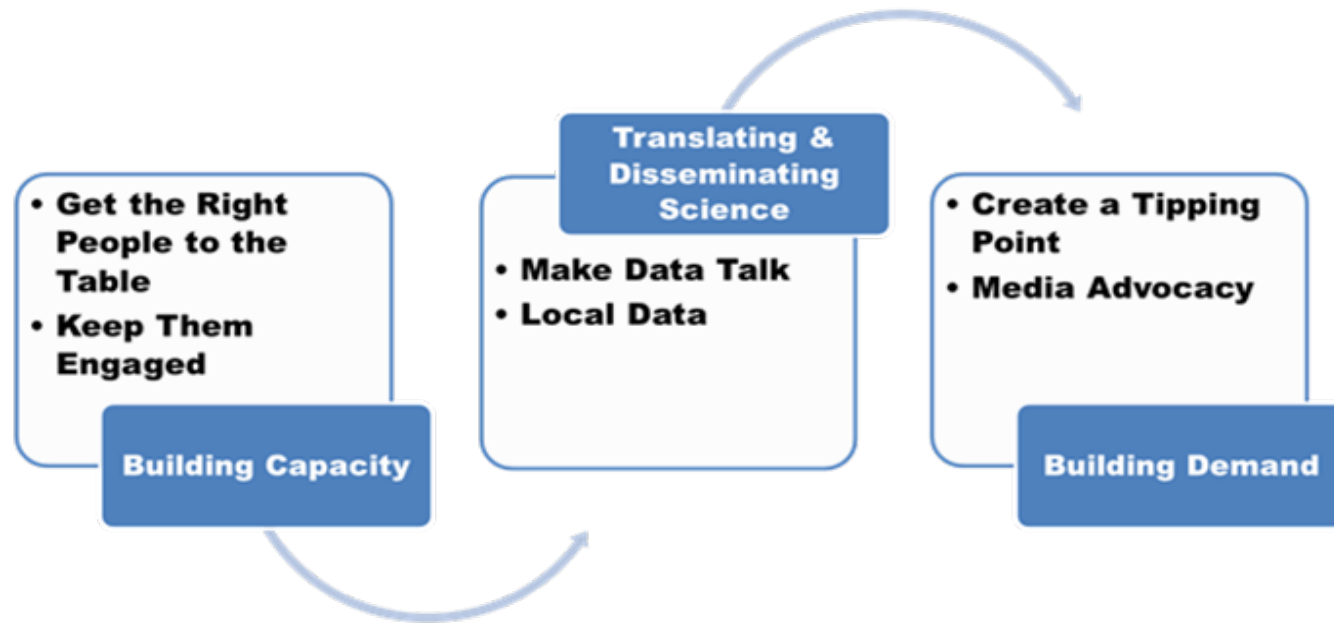 • Get the Right
People to the
Table
• Keep Them
Engaged
Building Capacity
Translating &
Disseminating
Science
• Make Data Talk
• Local Data
• Create a Tipping
Point
• Media Advocacy
Building Demand